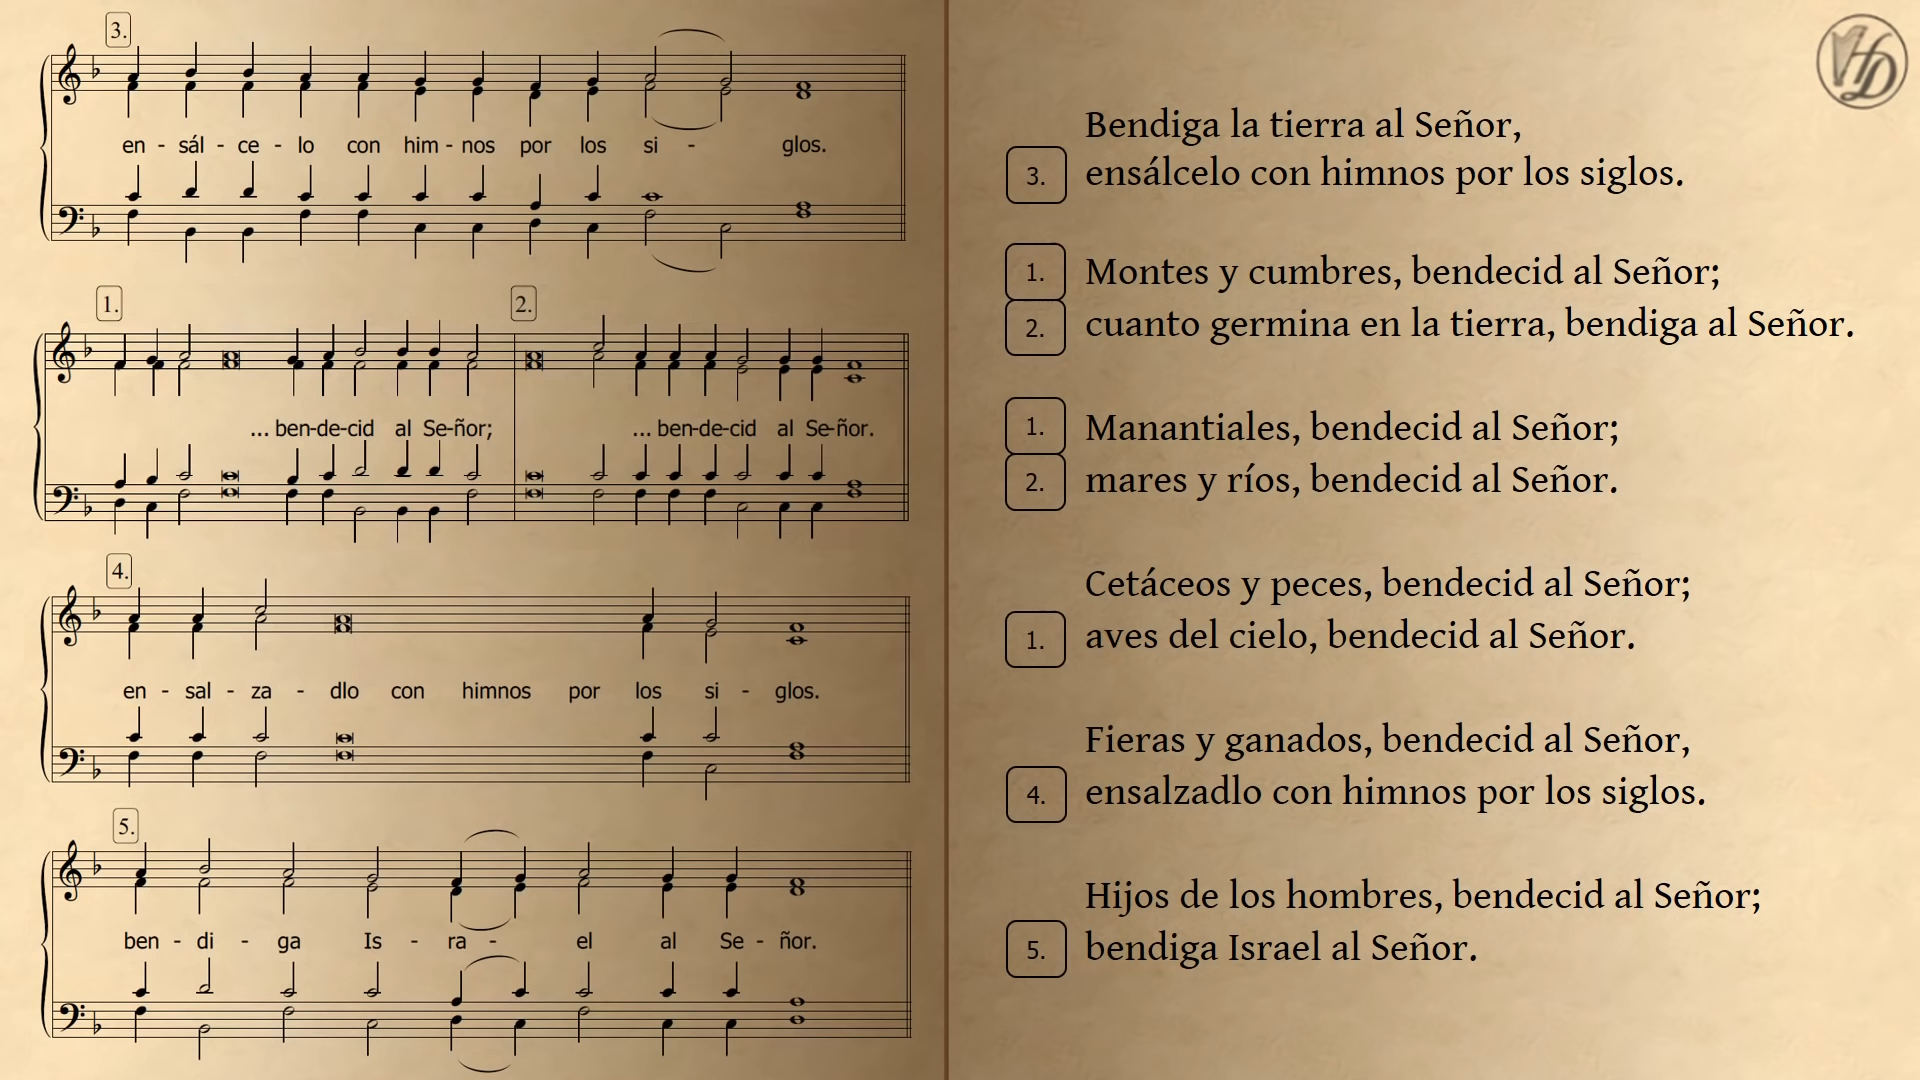 3.
en - sál - ce - lo con him - nos por los si - glos.
1.
2.
... ben-de-cid al Se-ñor; ... ben-de-cid al Se-ñor.
4.
en - sal - za - dlo con himnos por los si - glos.
5.
ben - di - ga Is - ra - el al Se - ñor.
HD
Bendiga la tierra al Señor,
3. ensálcelo con himnos por los siglos.
1. Montes y cumbres, bendecid al Señor;
2. cuanto germina en la tierra, bendiga al Señor.
1. Manantiales, bendecid al Señor;
2. mares y ríos, bendecid al Señor.
Cetáceos y peces, bendecid al Señor;
1. aves del cielo, bendecid al Señor.
Fieras y ganados, bendecid al Señor,
4. ensalzadlo con himnos por los siglos.
Hijos de los hombres, bendecid al Señor;
5. bendiga Israel al Señor.